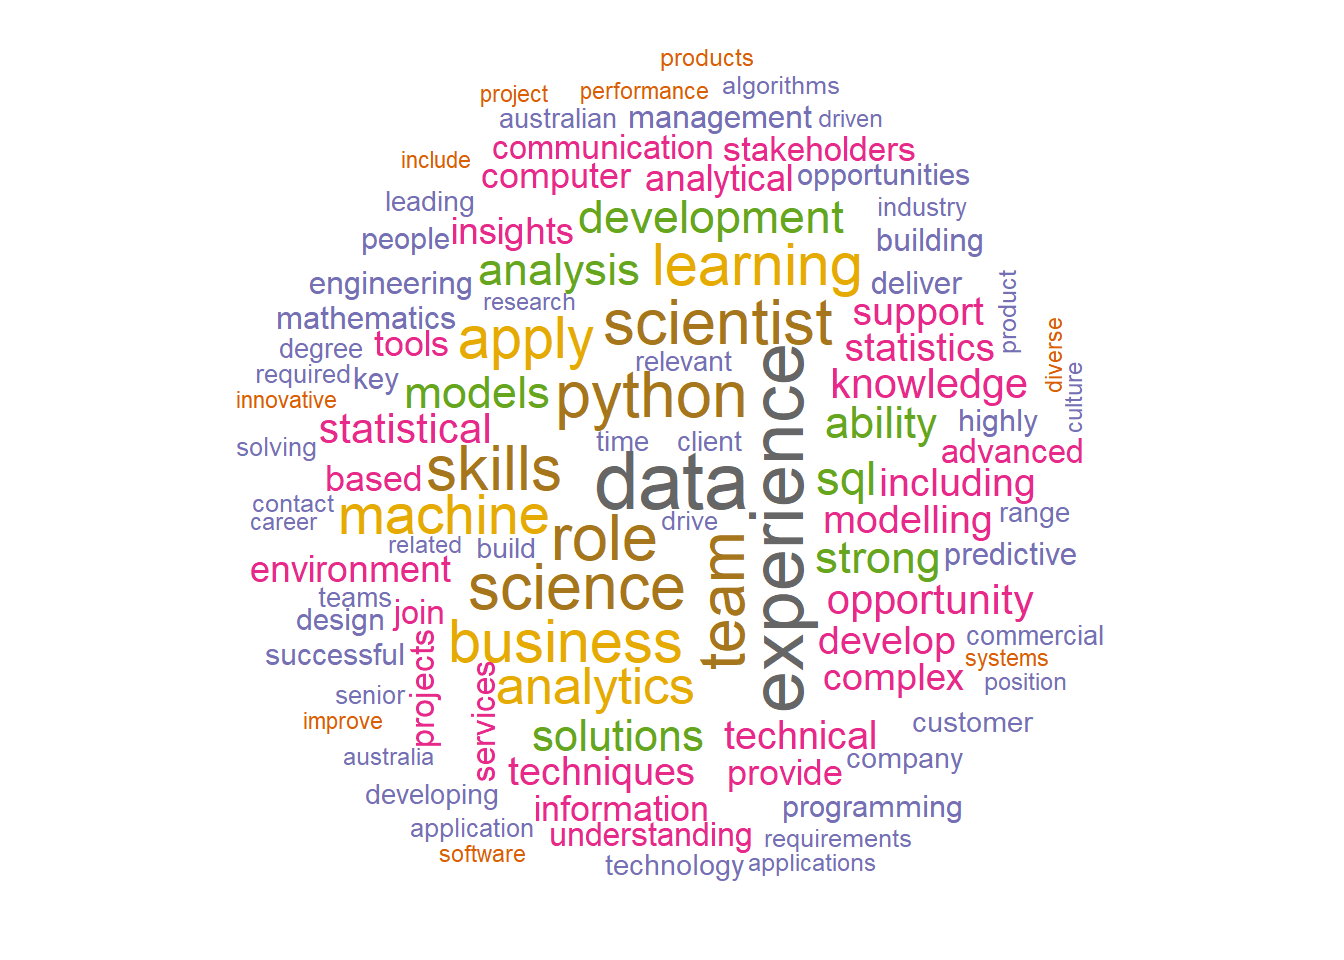 products
project performance algorithms
australian management driven
include communication stakeholders
computer analytical opportunities
leading development industry
people insights building
engineering analysis learning deliver product
research
mathematics apply scientist support
degree tools relevant statistics diverse
required key python experience knowledge culture
innovative models ability highly
statistical time client
solving skills data advanced
based sql including
contact machine drive modelling range
career
related build role team strong predictive
environment science
teams opportunity
design join
successful business develop commercial
projects services systems
senior analytics complex position
improve customer
australia solutions technical company
techniques provide
developing information programming
application understanding requirements
software technology applications